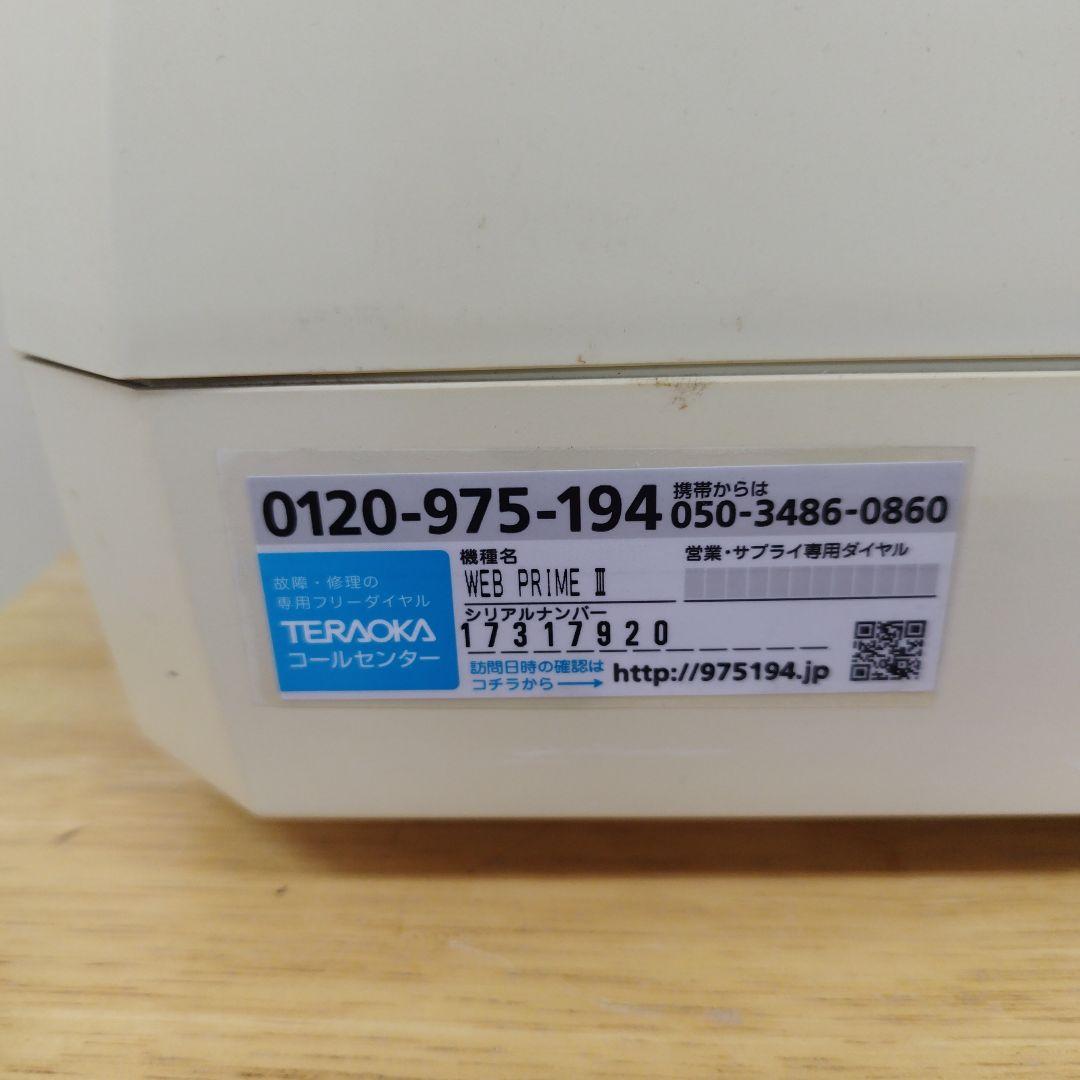 0120-975-194 携帯からは 050-3486-0860
機種名 営業・サプライ専用ダイヤル
WEB PRIME Ⅲ
故障・修理の
専用フリーダイヤル
TERAOKA
コールセンター
シリアルナンバー
17317920
訪問日時の確認は
コチラから→ http://975194.jp